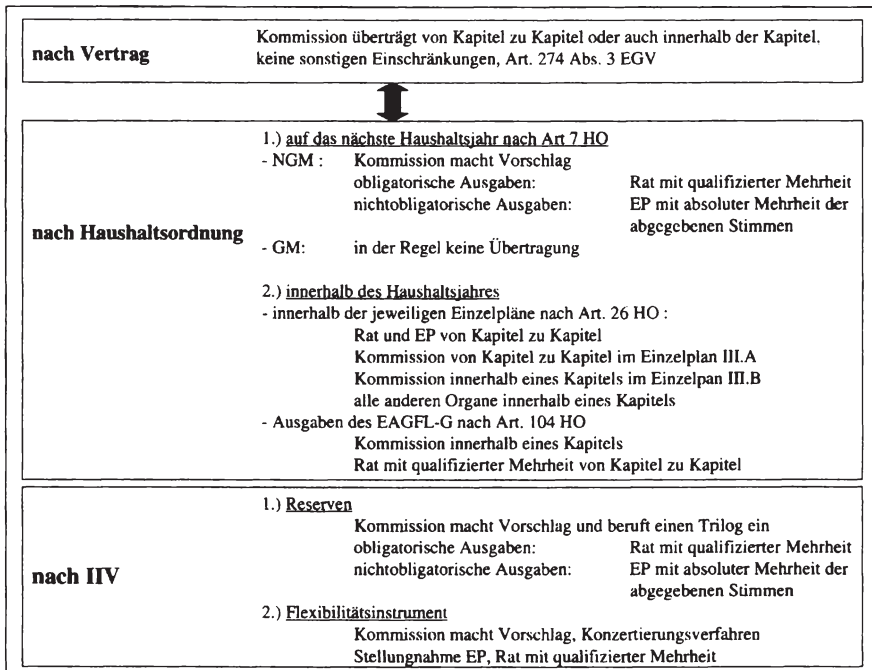 nach Vertrag
Kommission überträgt von Kapitel zu Kapitel oder auch innerhalb der Kapitel.
keine sonstigen Einschränkungen, Art. 274 Abs. 3 EGV
nach Haushaltsordnung
1.) auf das nächste Haushaltsjahr nach Art 7 HO
- NGM : Kommission macht Vorschlag
obligatorische Ausgaben: Rat mit qualifizierter Mehrheit
nichtobligatorische Ausgaben: EP mit absoluter Mehrheit der
abgegebenen Stimmen
- GM: in der Regel keine Übertragung
2.) innerhalb des Haushaltsjahres
- innerhalb der jeweiligen Einzelpläne nach Art. 26 HO :
Rat und EP von Kapitel zu Kapitel
Kommission von Kapitel zu Kapitel im Einzelplan III.A
Kommission innerhalb eines Kapitels im Einzelpan III.B
alle anderen Organe innerhalb eines Kapitels
- Ausgaben des EAGFL-G nach Art. 104 HO
Kommission innerhalb eines Kapitels
Rat mit qualifizierter Mehrheit von Kapitel zu Kapitel
nach IIV
1.) Reserven
Kommission macht Vorschlag und beruft einen Trilog ein
obligatorische Ausgaben: Rat mit qualifizierter Mehrheit
nichtobligatorische Ausgaben: EP mit absoluter Mehrheit der
abgegebenen Stimmen
2.) Flexibilitätsinstrument
Kommission macht Vorschlag, Konzertierungsverfahren
Stellungnahme EP, Rat mit qualifizierter Mehrheit